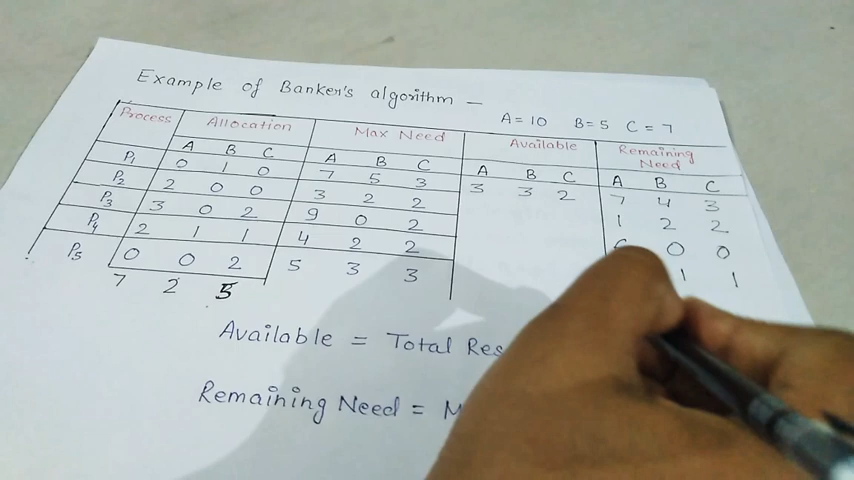 Example of Banker's algorithm —
A = 10 B = 5 C = 7
Process Allocation Max Need Available Remaining Need
A B C A B C A B C A B C
P1 0 1 0 7 5 3 3 3 2 7 4 3
P2 2 0 0 3 2 2 1 2 2
P3 3 0 2 9 0 2 0 0
P4 2 1 1 4 2 2 1 1
P5 0 0 2 5 3 3
7 2 5
Available = Total Res
Remaining Need = M